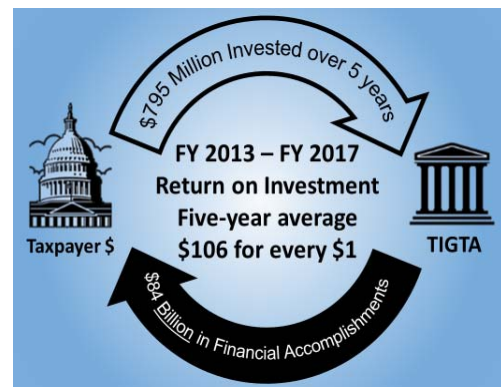 $795 Million Invested over 5 years
FY 2013 – FY 2017
Return on Investment
Five-year average
$106 for every $1
Taxpayer $
TIGTA
$84 Billion in Financial Accomplishments